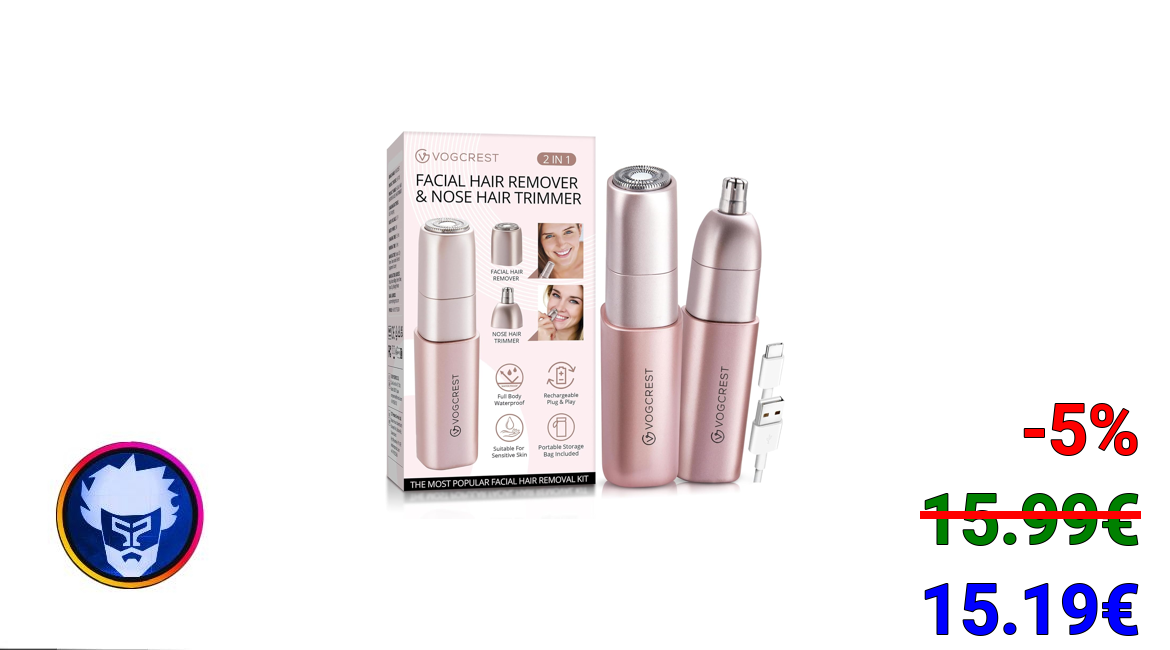 VOGCREST
2 IN 1
FACIAL HAIR REMOVER
& NOSE HAIR TRIMMER
FACIAL HAIR
REMOVER
NOSE HAIR
TRIMMER
Full Body
Waterproof
Rechargeable
Plug & Play
Suitable For
Sensitive Skin
Portable Storage
Bag Included
THE MOST POPULAR FACIAL HAIR REMOVAL KIT
VOGCREST
VOGCREST
VOGCREST
-5%
15.99€
15.19€